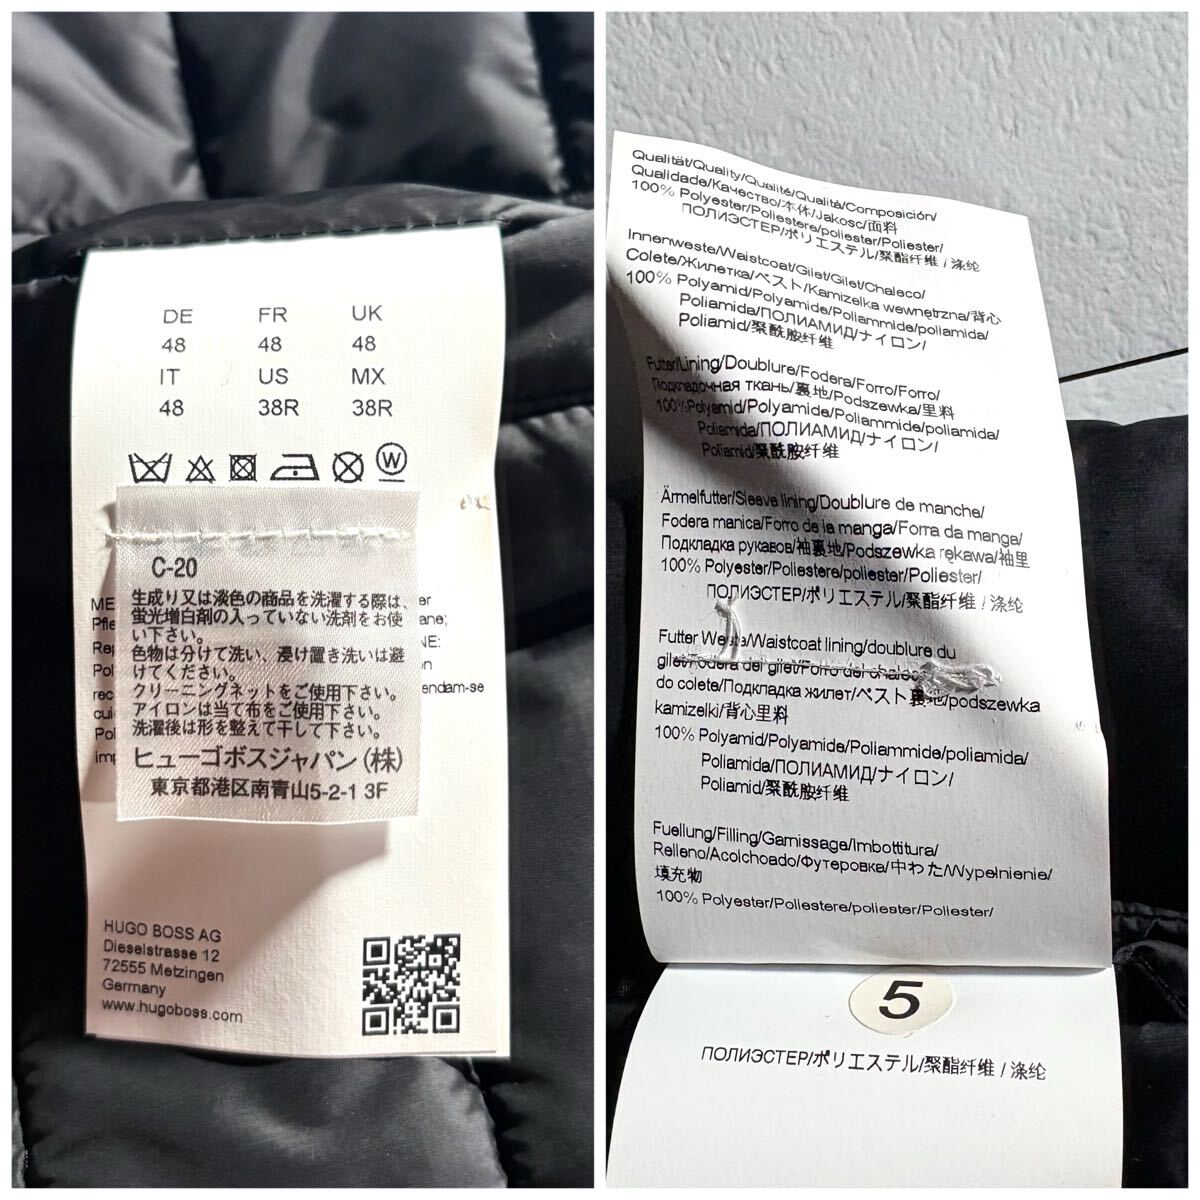 DE FR UK
48 48 48
IT US MX
48 38R 38R
W
C-20
生成り又は淡色の商品を洗濯する際は、
蛍光増白剤の入っていない洗剤をお使
い下さい。
色物は分けて洗い、浸け置き洗いは避
けてください。
クリーニングネットをご使用下さい。
アイロンは当て布をご使用下さい。
洗濯後は形を整えて干して下さい。
ヒューゴボスジャパン(株)
東京都港区南青山5-2-1 3F
HUGO BOSS AG
Dieselstrasse 12
72555 Metzingen
Germany
www.hugoboss.com
Qualität/Quality/Qualité/Qualità/Composición/
Qualidade/Качество/本体/Jakosc/面料
100% Polyester/Poliestere/poliester/Poliester/
ПОЛИЭСТЕР/ポリエステル/聚酯纤维 / 涤纶
Innenweste/Waistcoat/Gilet/Gilet/Chaleco/
Colete/Жилетка/ベスト/Kamizelka wewnętrzna/背心
100% Polyamid/Polyamide/Poliammide/poliamida/
Poliamida/ПОЛИАМИД/ナイロン/
Poliamid/聚酰胺纤维
Futter/Lining/Doublure/Fodera/Forro/Forro/
Подкладочная ткань/裏地/Podszewka/里料
100% Polyamid/Polyamide/Poliammide/poliamida/
Poliamida/ПОЛИАМИД/ナイロン/
Poliamid/聚酰胺纤维
Ärmelfutter/Sleeve lining/Doublure de manche/
Fodera manica/Forro de la manga/Forra da manga/
Подкладка рукавов/袖裏地/Podszewka rękawa/袖里
100% Polyester/Poliestere/poliester/Poliester/
ПОЛИЭСТЕР/ポリエステル/聚酯纤维 / 涤纶
Futter Weste/Waistcoat lining/doublure du
gilet/Fodera del gilet/Forro del
do colete/Подкладка жилет/ベスト裏地/podszewka
kamizelki/背心里料
100% Polyamid/Polyamide/Poliammide/poliamida/
Poliamida/ПОЛИАМИД/ナイロン/
Poliamid/聚酰胺纤维
Fuellung/Filling/Garnissage/Imbottitura/
Relleno/Acolchoado/Футеровка/中わた/Wypełnienie/
填充物
100% Polyester/Poliestere/poliester/Poliester/
5
ПОЛИЭСТЕР/ポリエステル/聚酯纤维 / 涤纶